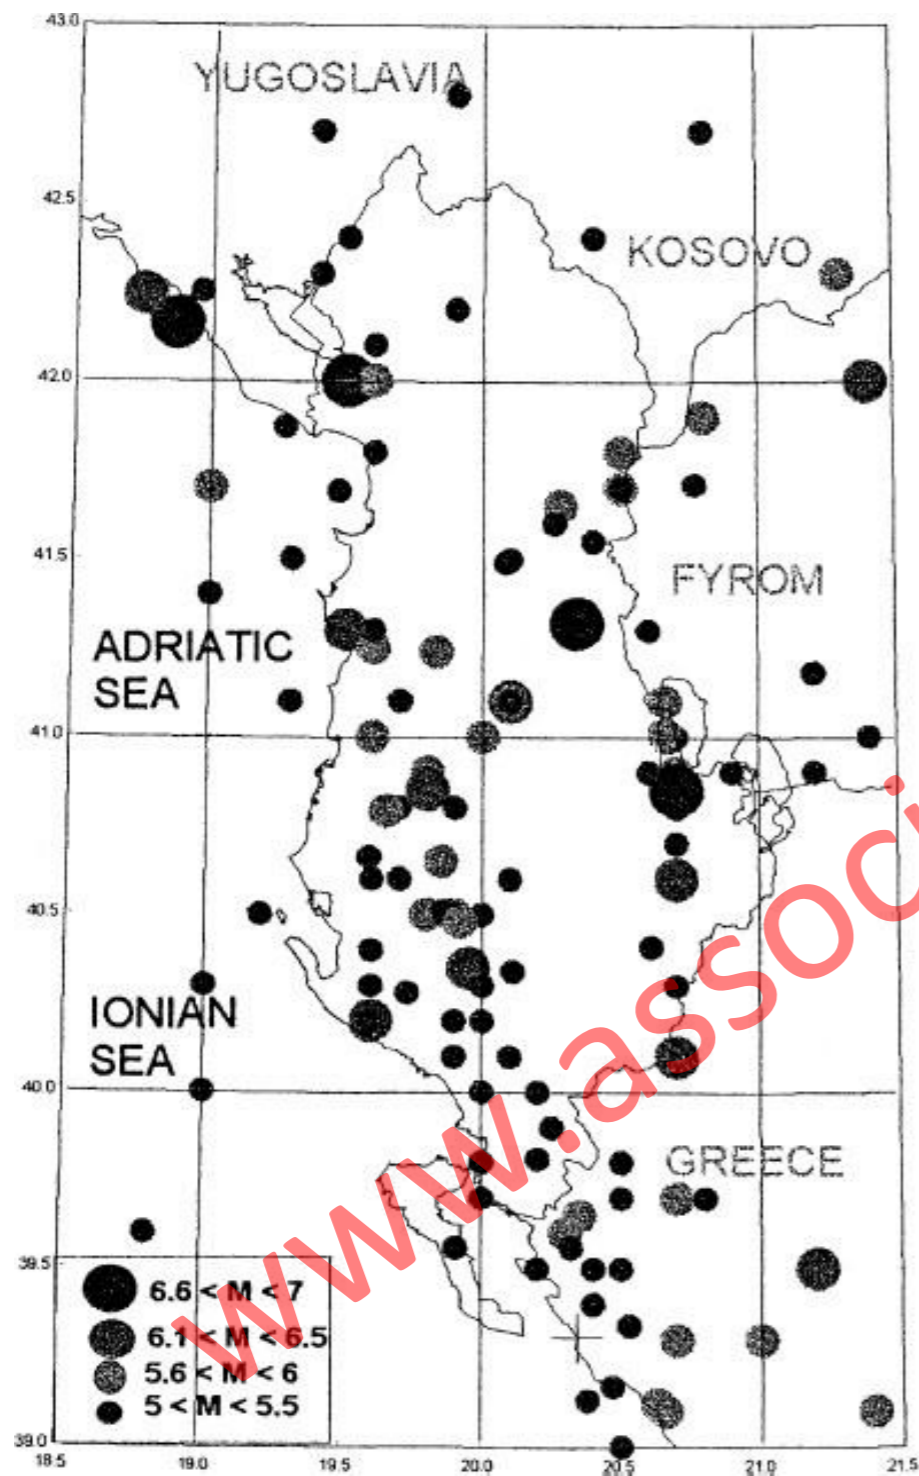 43.0
YUGOSLAVIA
42.5
KOSOVO
42.0
41.5
FYROM
ADRIATIC
SEA
41.0
40.5
IONIAN
SEA
40.0
GREECE
39.5
6.6 < M < 7
6.1 < M < 6.5
5.6 < M < 6
5 < M < 5.5
39.0
18.5 19.0 19.5 20.0 20.5 21.0 21.5
www.associ